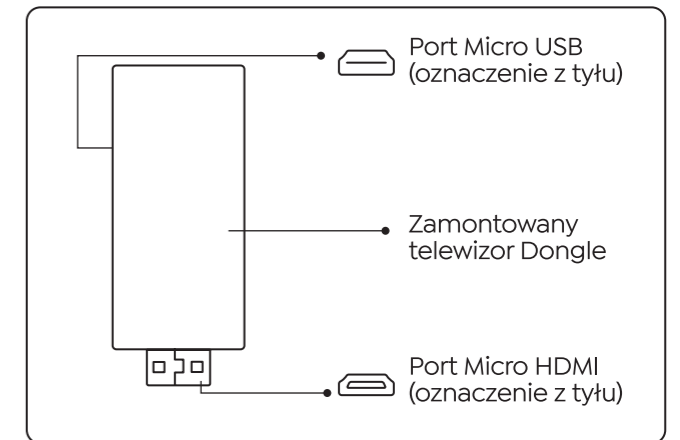 Port Micro USB
(oznaczenie z tyłu)
Zamontowany
telewizor Dongle
Port Micro HDMI
(oznaczenie z tyłu)